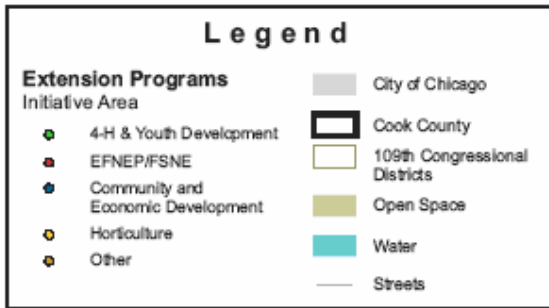 Legend
Extension Programs
Initiative Area
4-H & Youth Development
EFNEP/FSNE
Community and
Economic Development
Horticulture
Other
City of Chicago
Cook County
109th Congressional
Districts
Open Space
Water
Streets